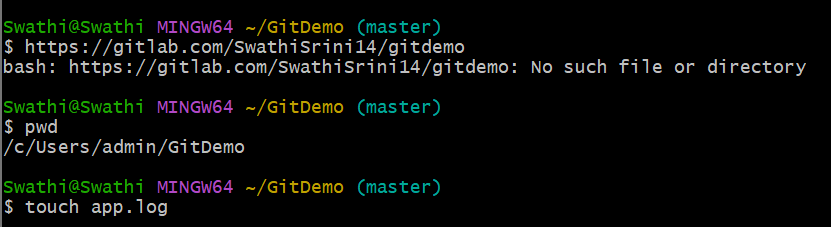 Swathi@Swathi MINGW64 ~/GitDemo (master)
$ https://gitlab.com/SwathiSrini14/gitdemo
bash: https://gitlab.com/SwathiSrini14/gitdemo: No such file or directory
Swathi@Swathi MINGW64 ~/GitDemo (master)
$ pwd
/c/Users/admin/GitDemo
Swathi@Swathi MINGW64 ~/GitDemo (master)
$ touch app.log